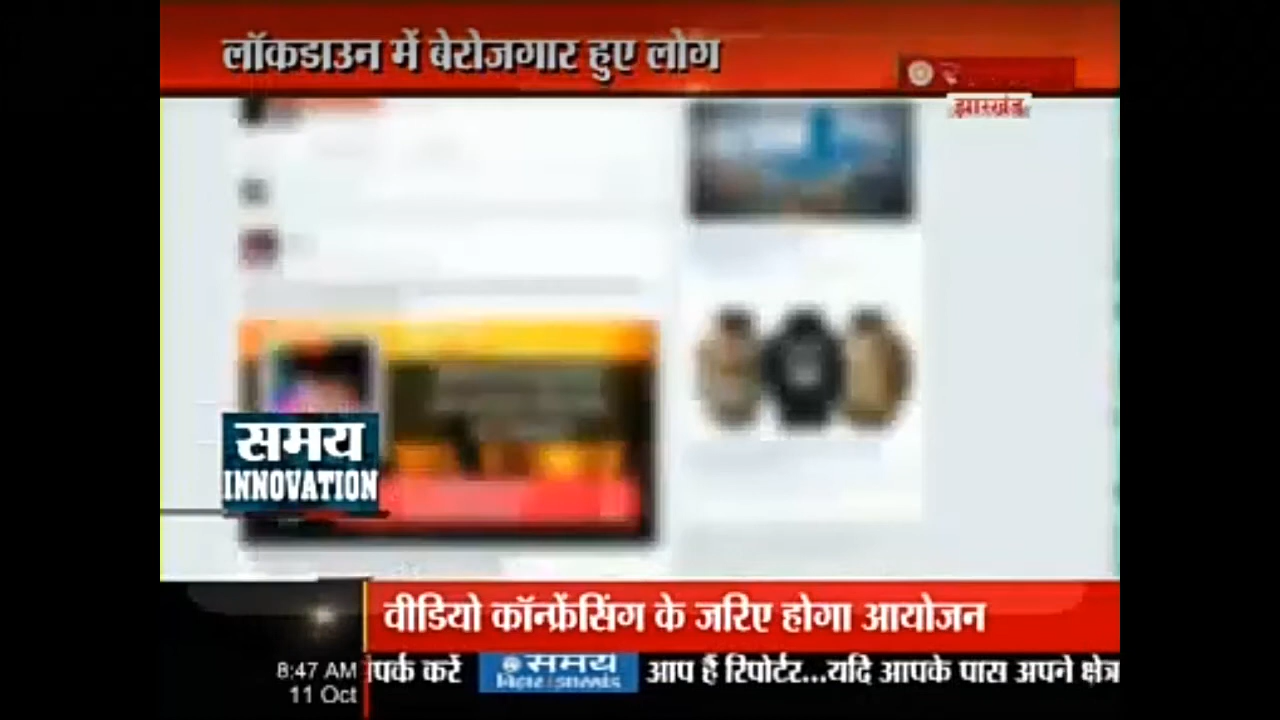 लॉकडाउन में बेरोजगार हुए लोग
झारखंड
समय
INNOVATION
वीडियो कॉन्फ्रेंसिंग के जरिए होगा आयोजन
8:47 AM
11 Oct
संपर्क करें समय आप हैं रिपोर्टर...यदि आपके पास अपने क्षेत्र